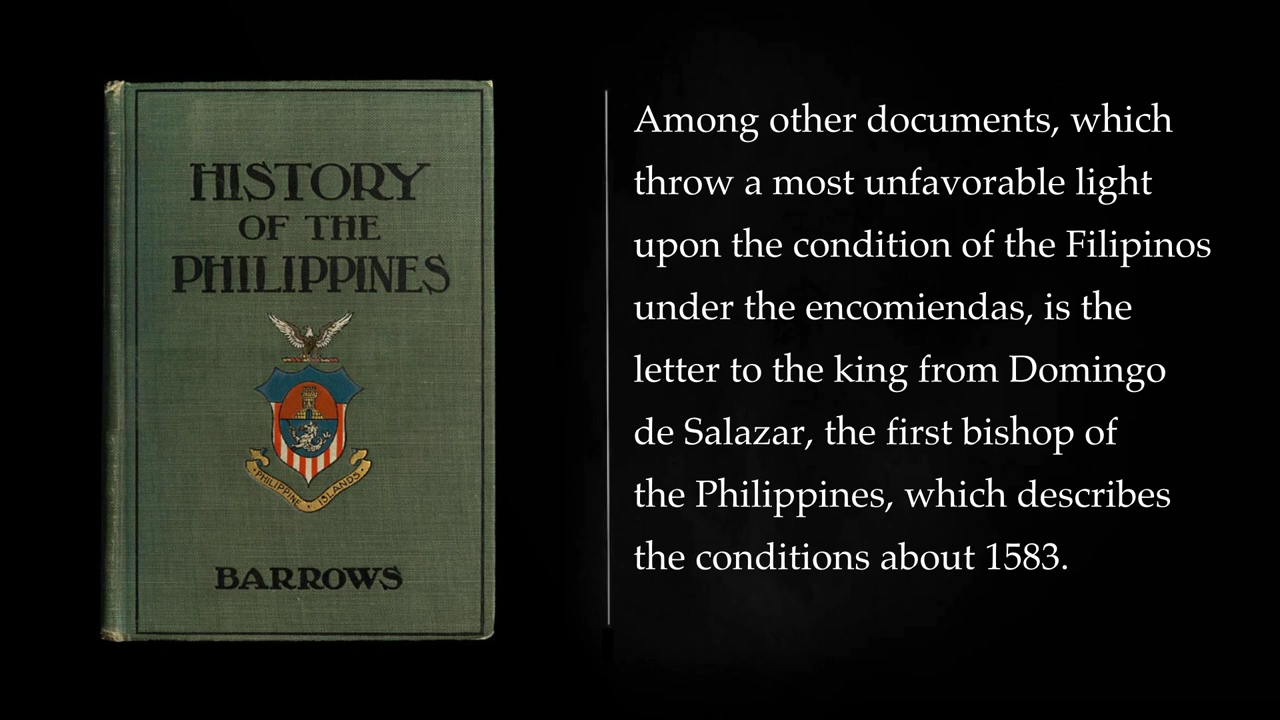 HISTORY
OF THE
PHILIPPINES
PHILIPPINE ISLANDS
BARROWS
Among other documents, which
throw a most unfavorable light
upon the condition of the Filipinos
under the encomiendas, is the
letter to the king from Domingo
de Salazar, the first bishop of
the Philippines, which describes
the conditions about 1583.